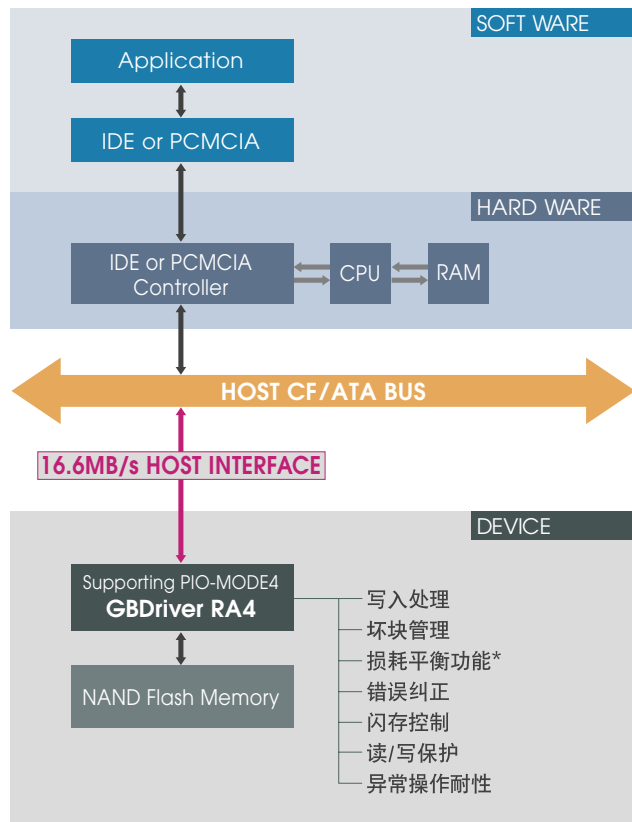 SOFT WARE
Application
IDE or PCMCIA
HARD WARE
IDE or PCMCIA
Controller
CPU
RAM
HOST CF/ATA BUS
16.6MB/s HOST INTERFACE
DEVICE
Supporting PIO-MODE4
GBDriver RA4
NAND Flash Memory
写入处理
坏块管理
损耗平衡功能*
错误纠正
闪存控制
读/写保护
异常操作耐性